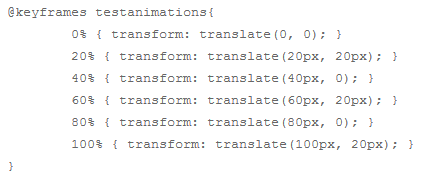 @keyframes testanimations{
0% { transform: translate(0, 0); }
20% { transform: translate(20px, 20px); }
40% { transform: translate(40px, 0); }
60% { transform: translate(60px, 20px); }
80% { transform: translate(80px, 0); }
100% { transform: translate(100px, 20px); }
}